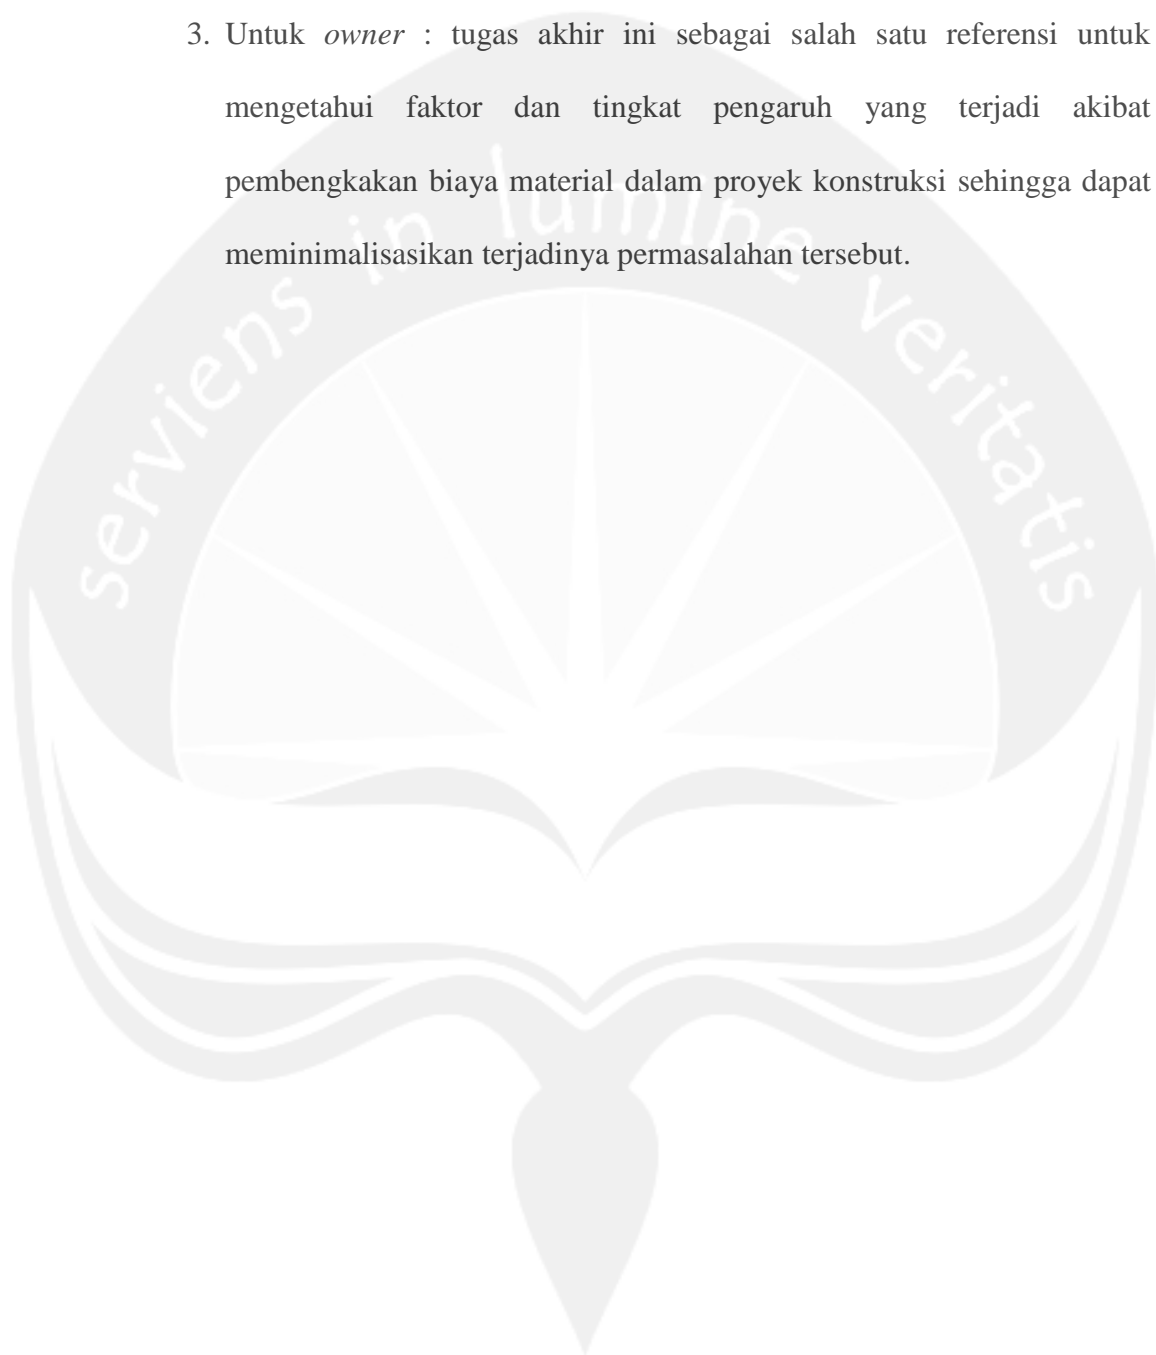 3. Untuk owner : tugas akhir ini sebagai salah satu referensi untuk
mengetahui faktor dan tingkat pengaruh yang terjadi akibat
pembengkakan biaya material dalam proyek konstruksi sehingga dapat
meminimalisasikan terjadinya permasalahan tersebut.
serviens in lumine veritatis